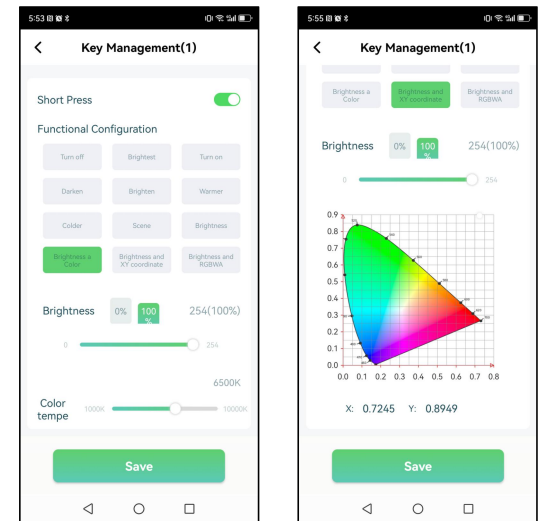 5:53
Key Management(1)
Short Press
Functional Configuration
Turn off
Brightest
Turn on
Darken
Brighten
Warmer
Colder
Scene
Brightness
Brightness a
Color
Brightness and
XY coordinate
Brightness and
RGBWA
Brightness
0%
100
%
254(100%)
0
254
6500K
Color
tempe
1000K
10000K
Save
5:55
Key Management(1)
Brightness a
Color
Brightness and
XY coordinate
Brightness and
RGBWA
Brightness
0%
100
%
254(100%)
0
254
0.9
0.8
0.7
0.6
0.5
0.4
0.3
0.2
0.1
0.0
0.0 0.1 0.2 0.3 0.4 0.5 0.6 0.7 0.8
X: 0.7245 Y: 0.8949
Save